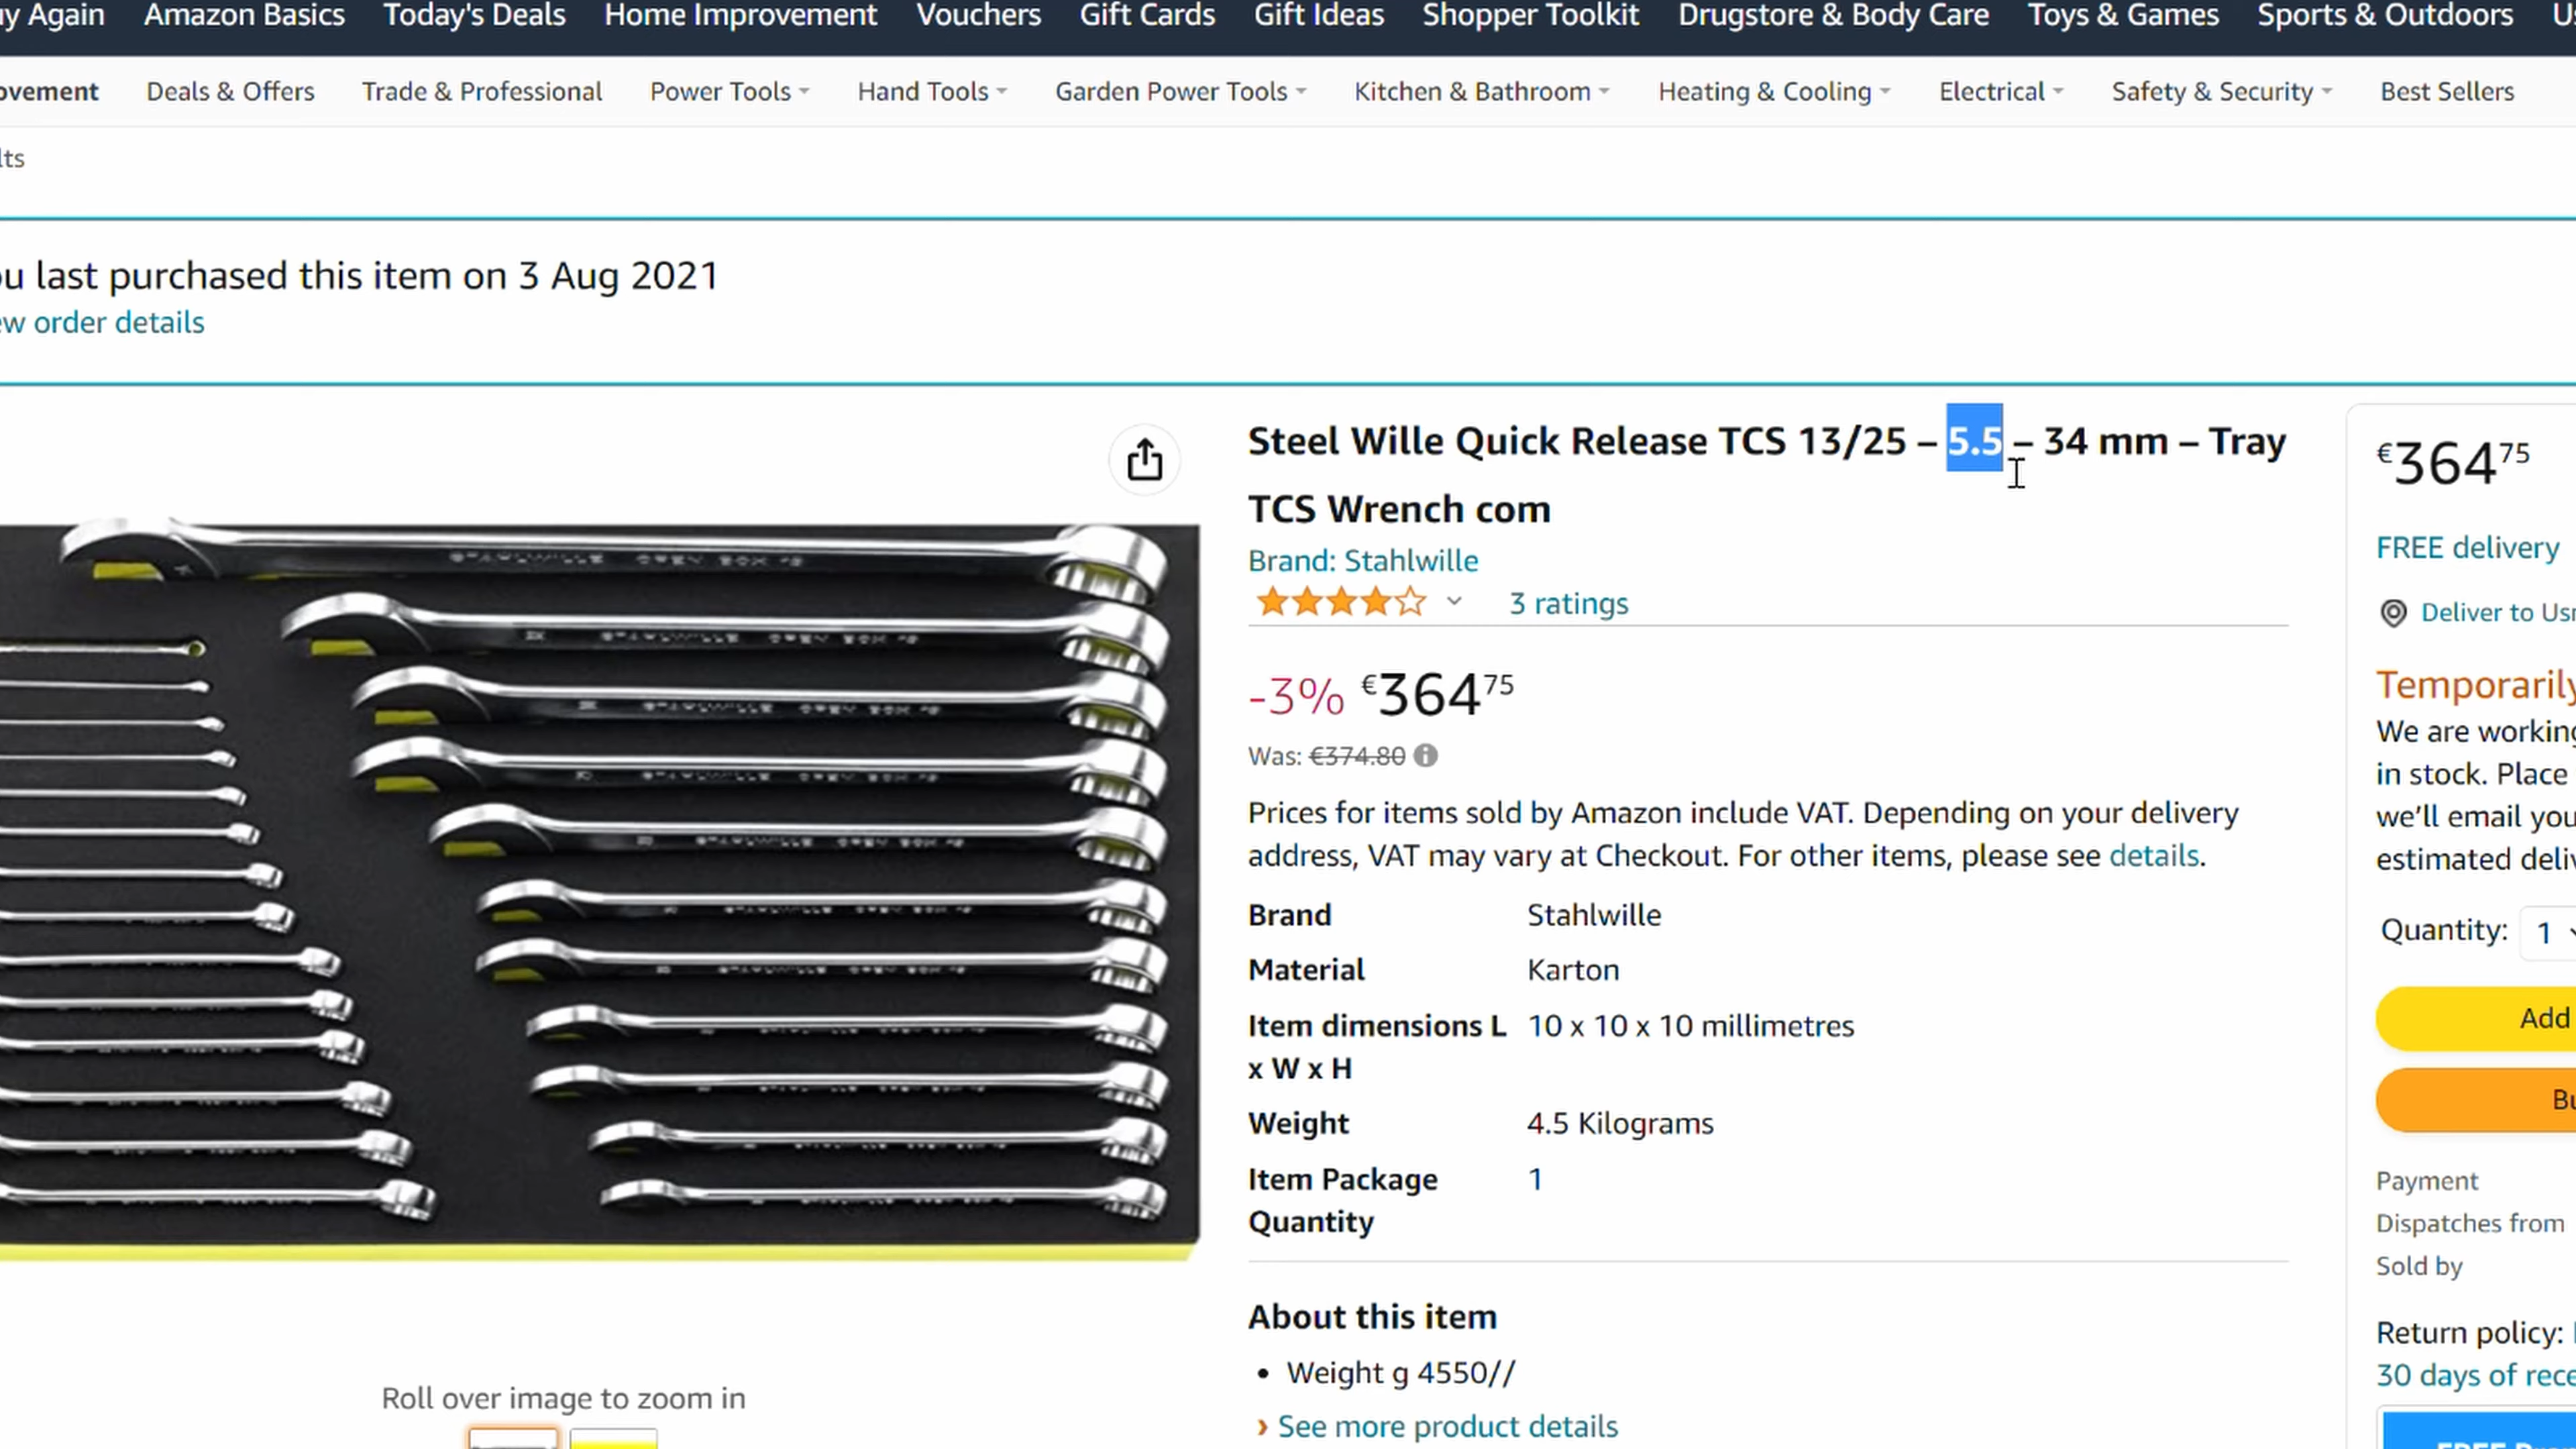 Again Amazon Basics Today's Deals Home Improvement Vouchers Gift Cards Gift Ideas Shopper Toolkit Drugstore & Body Care Toys & Games Sports & Outdoors
Deals & Offers Trade & Professional Power Tools Hand Tools Garden Power Tools Kitchen & Bathroom Heating & Cooling Electrical Safety & Security Best Sellers
last purchased this item on 3 Aug 2021
order details
Steel Wille Quick Release TCS 13/25 – 5.5 – 34 mm – Tray
TCS Wrench com
Brand: Stahlwille
3 ratings
-3% €364 75
Was: €374.80
Prices for items sold by Amazon include VAT. Depending on your delivery
address, VAT may vary at Checkout. For other items, please see details.
Brand Stahlwille
Material Karton
Item dimensions L 10 x 10 x 10 millimetres
x W x H
Weight 4.5 Kilograms
Item Package 1
Quantity
About this item
• Weight g 4550//
› See more product details
Roll over image to zoom in
€364 75
FREE delivery
Deliver to
Temporarily
We are working
in stock. Place
we'll email you
estimated
Quantity: 1
Add
Payment
Dispatches from
Sold by
Return policy:
30 days of
FREE